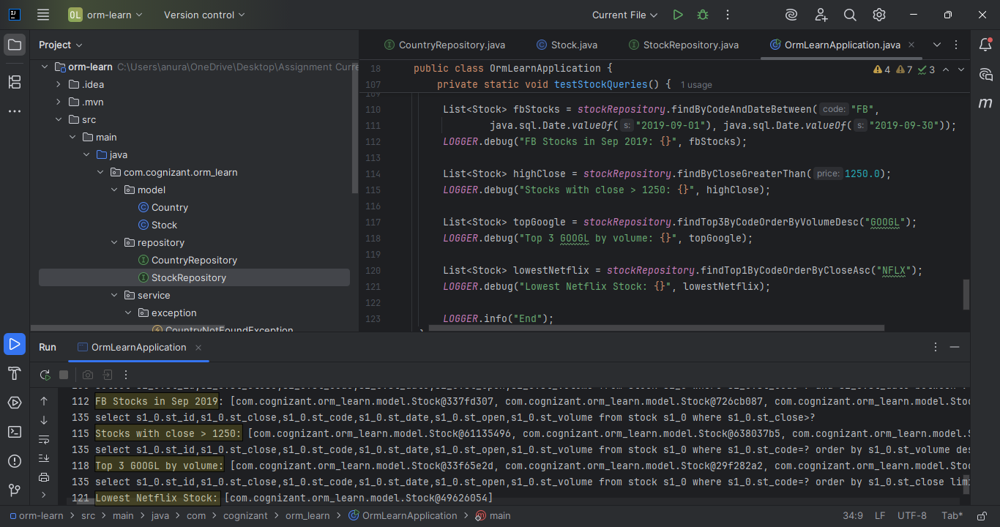 OL orm-learn Version control Current File
Project
CountryRepository.java Stock.java StockRepository.java OrmLearnApplication.java
orm-learn C:\Users\anura\OneDrive\Desktop\Assignment Curre
.idea
.mvn
src
main
java
com.cognizant.orm_learn
model
Country
Stock
repository
CountryRepository
StockRepository
service
exception
CountryNotFoundException
4 7 3
18 public class OrmLearnApplication {
107 private static void testStockQueries() { 1 usage
109
110 List<Stock> fbStocks = stockRepository.findByCodeAndDateBetween( code: "FB",
111 java.sql.Date.valueOf( s: "2019-09-01"), java.sql.Date.valueOf( s: "2019-09-30"));
112 LOGGER.debug("FB Stocks in Sep 2019: {}", fbStocks);
113
114 List<Stock> highClose = stockRepository.findByCloseGreaterThan( price: 1250.0);
115 LOGGER.debug("Stocks with close > 1250: {}", highClose);
116
117 List<Stock> topGoogle = stockRepository.findTop3ByCodeOrderByVolumeDesc("GOOGL");
118 LOGGER.debug("Top 3 GOOGL by volume: {}", topGoogle);
119
120 List<Stock> lowestNetflix = stockRepository.findTop1ByCodeOrderByCloseAsc("NFLX");
121 LOGGER.debug("Lowest Netflix Stock: {}", lowestNetflix);
122
123 LOGGER.info("End");
Run OrmLearnApplication
112 FB Stocks in Sep 2019: [com.cognizant.orm_learn.model.Stock@337fd307, com.cognizant.orm_learn.model.Stock@726cb087, com.cognizant.orm_learn.model.Stoc
135 select s1_0.st_id,s1_0.st_close,s1_0.st_code,s1_0.st_date,s1_0.st_open,s1_0.st_volume from stock s1_0 where s1_0.st_close>?
115 Stocks with close > 1250: [com.cognizant.orm_learn.model.Stock@61135496, com.cognizant.orm_learn.model.Stock@638037b5, com.cognizant.orm_learn.model.S
135 select s1_0.st_id,s1_0.st_close,s1_0.st_code,s1_0.st_date,s1_0.st_open,s1_0.st_volume from stock s1_0 where s1_0.st_code=? order by s1_0.st_volume des
118 Top 3 GOOGL by volume: [com.cognizant.orm_learn.model.Stock@33f65e2d, com.cognizant.orm_learn.model.Stock@29f282a2, com.cognizant.orm_learn.model.Stoc
135 select s1_0.st_id,s1_0.st_close,s1_0.st_code,s1_0.st_date,s1_0.st_open,s1_0.st_volume from stock s1_0 where s1_0.st_code=? order by s1_0.st_close lim
121 Lowest Netflix Stock: [com.cognizant.orm_learn.model.Stock@49626054]
orm-learn > src > main > java > com > cognizant > orm_learn > OrmLearnApplication > main 34:9 LF UTF-8 Tab*